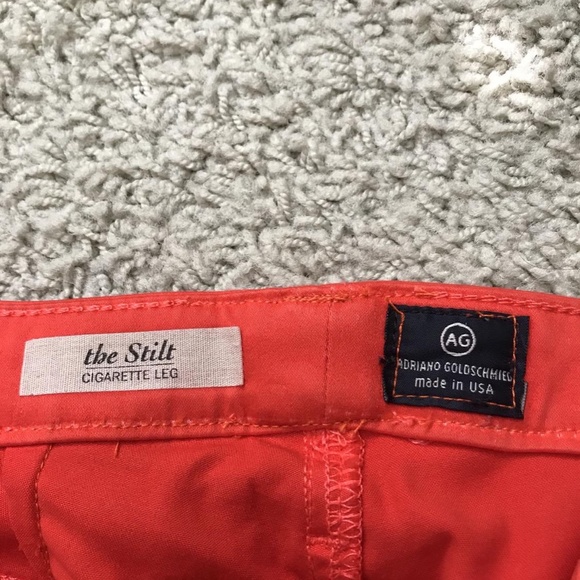 the Stilt
CIGARETTE LEG
AG
ADRIANO GOLDSCHMIED
made in USA